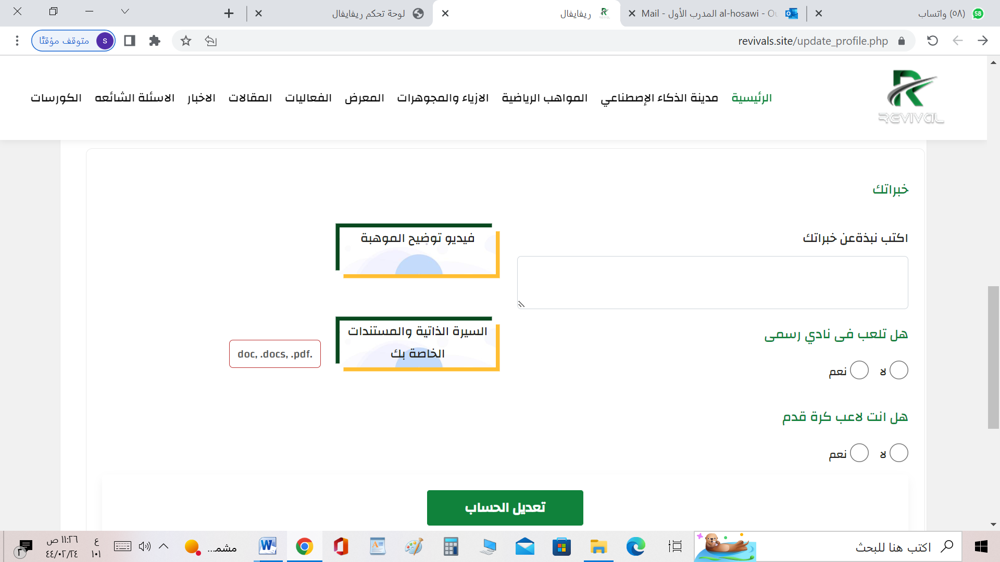 (٥٨) واتساب
Mail - المدرب الأول al-hosawi - Ou
ريفايفال
لوحة تحكم ريفايفال
revivals.site/update_profile.php
متوقف مؤقتًا
s
REVIVAL
الرئيسية
مدينة الذكاء الإصطناعي
المواهب الرياضية
الازياء والمجوهرات
المعرض
الفعاليات
المقالات
الاخبار
الاسئلة الشائعه
الكورسات
خبراتك
اكتب نبذةعن خبراتك
فيديو توضيح الموهبة
هل تلعب فى نادي رسمى
لا
نعم
السيرة الذاتية والمستندات
الخاصة بك
doc, .docs, .pdf.
هل انت لاعب كرة قدم
لا
نعم
تعديل الحساب
اكتب هنا للبحث
مشمـ...
ع
١٠١
١١:٢٦ ص
٤٤/٠٢/٢٤
٢
58